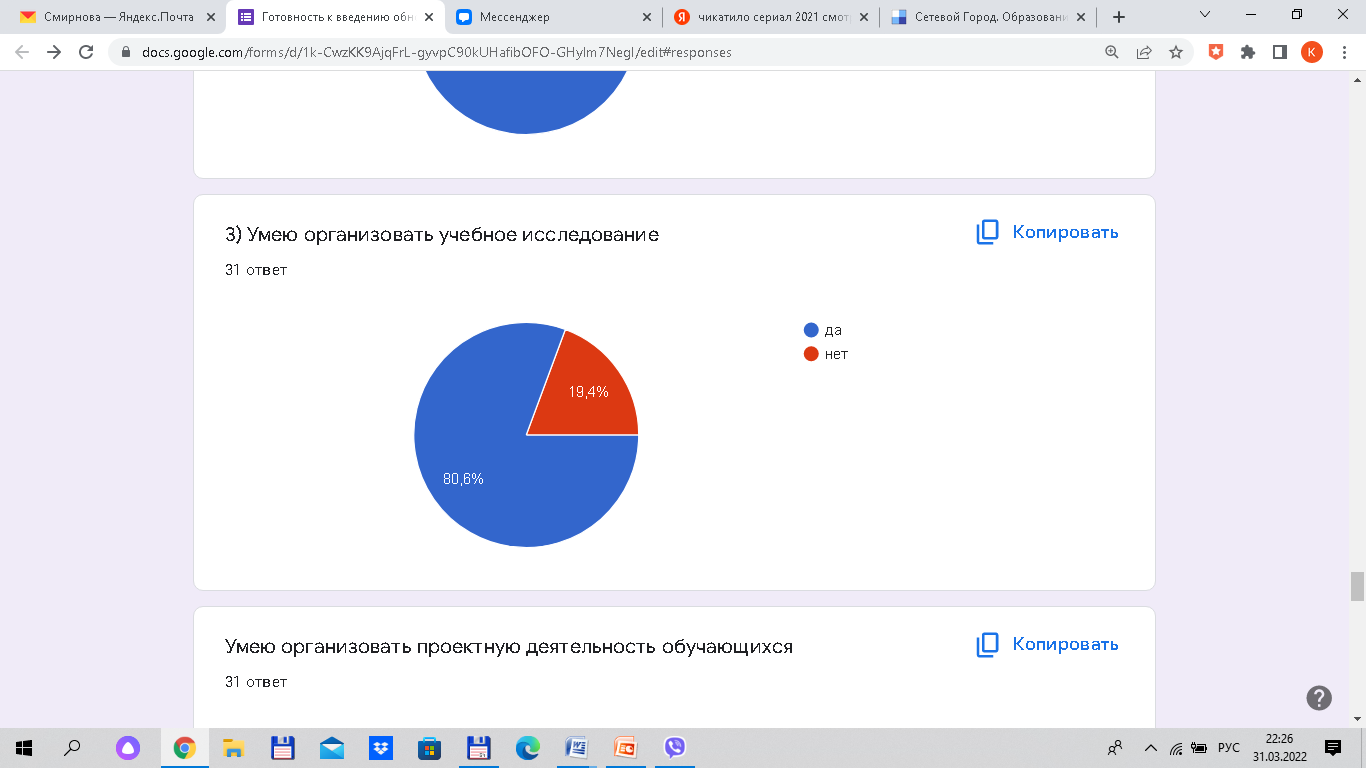 Смирнова — Яндекс.Почта
Готовность к введению обн
Мессенджер
чикатило сериал 2021 смот
Сетевой Город. Образовани
docs.google.com/forms/d/1k-CwzKK9AjqFrL-gyvpC90kUHafibOFO-GHylm7NegI/edit#responses
К
3) Умею организовать учебное исследование
Копировать
31 ответ
да
нет
19,4%
80,6%
Умею организовать проектную деятельность обучающихся
Копировать
31 ответ
РУС
22:26
31.03.2022